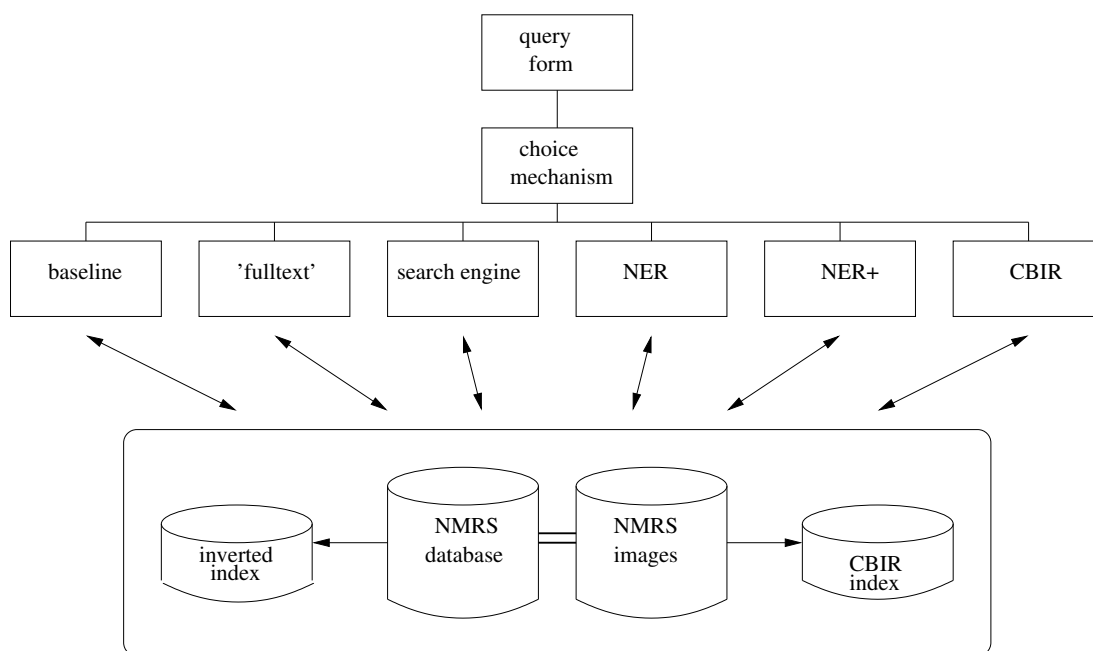 query
form
choice
mechanism
baseline
’fulltext’
search engine
NER
NER+
CBIR
NMRS
database
NMRS
images
inverted
index
CBIR
index